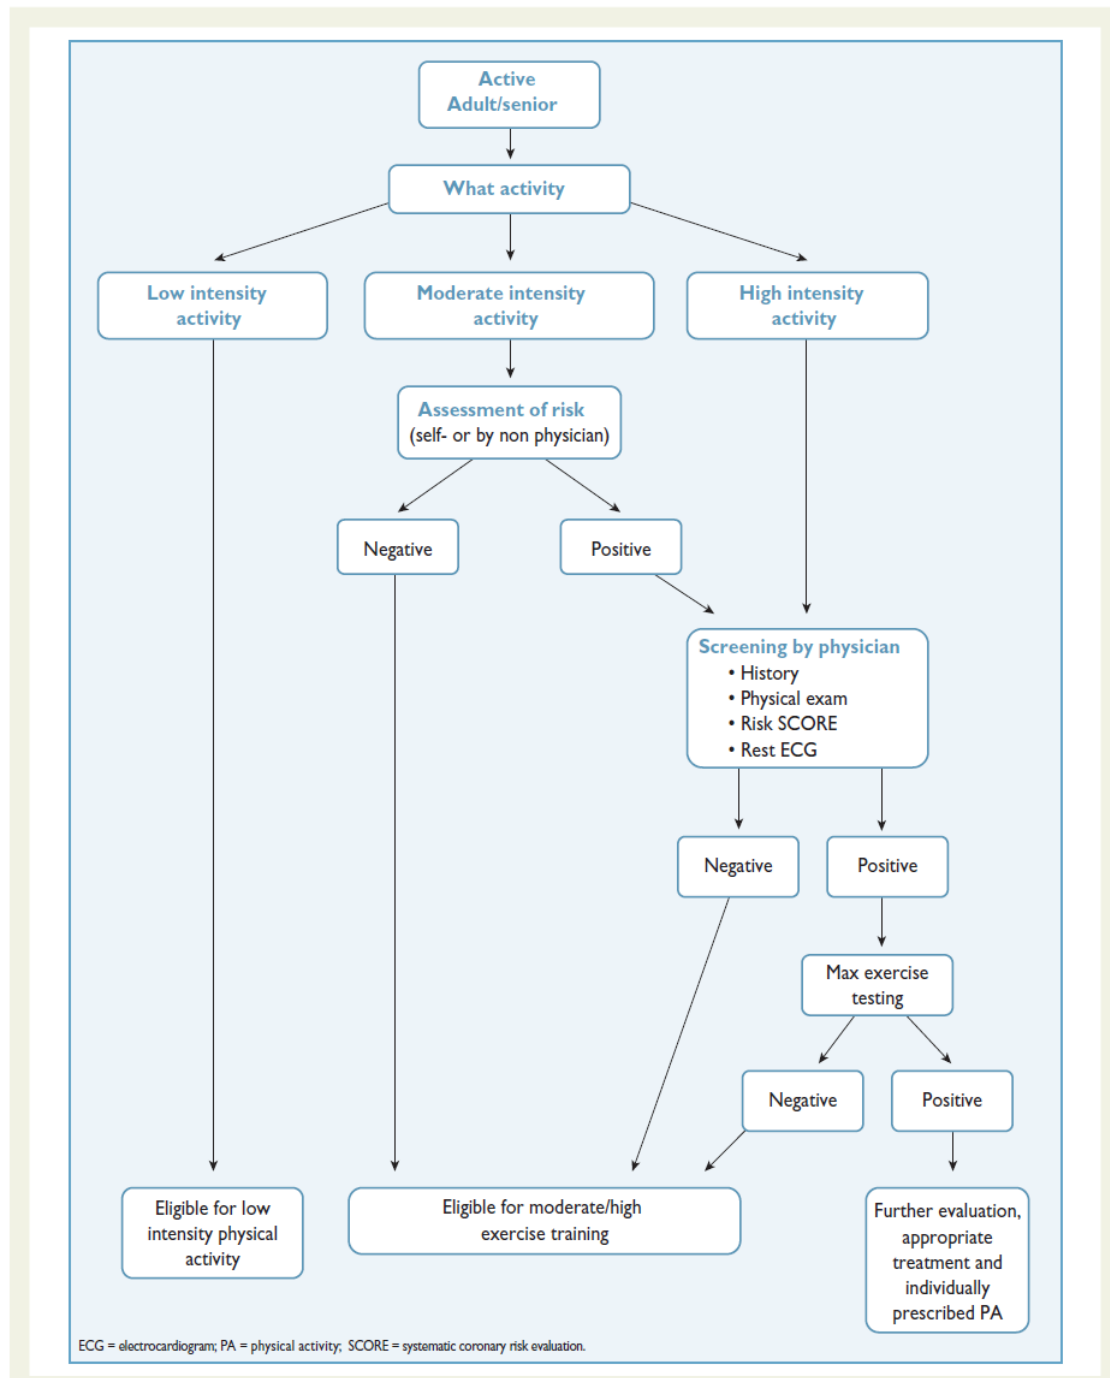 Active
Adult/senior
What activity
Low intensity
activity
Moderate intensity
activity
High intensity
activity
Assessment of risk
(self- or by non physician)
Negative
Positive
Screening by physician
• History
• Physical exam
• Risk SCORE
• Rest ECG
Negative
Positive
Max exercise
testing
Negative
Positive
Eligible for low
intensity physical
activity
Eligible for moderate/high
exercise training
Further evaluation,
appropriate
treatment and
individually
prescribed PA
ECG = electrocardiogram; PA = physical activity; SCORE = systematic coronary risk evaluation.